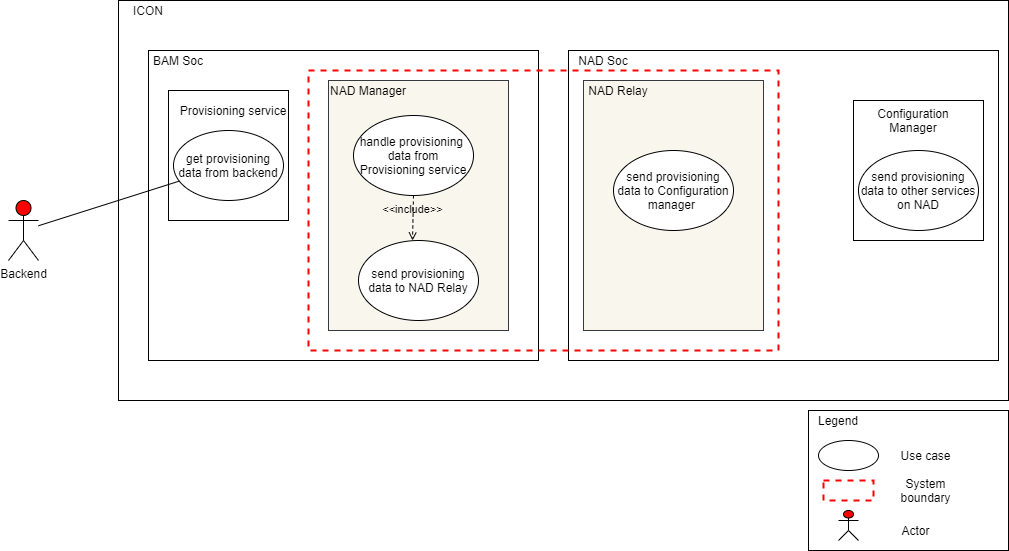 ICON
BAM Soc
NAD Soc
NAD Manager
NAD Relay
Provisioning service
Configuration
Manager
get provisioning
data from backend
handle provisioning
data from
Provisioning service
send provisioning
data to Configuration
manager
send provisioning
data to other services
on NAD
<<include>>
Backend
send provisioning
data to NAD Relay
Legend
Use case
System
boundary
Actor